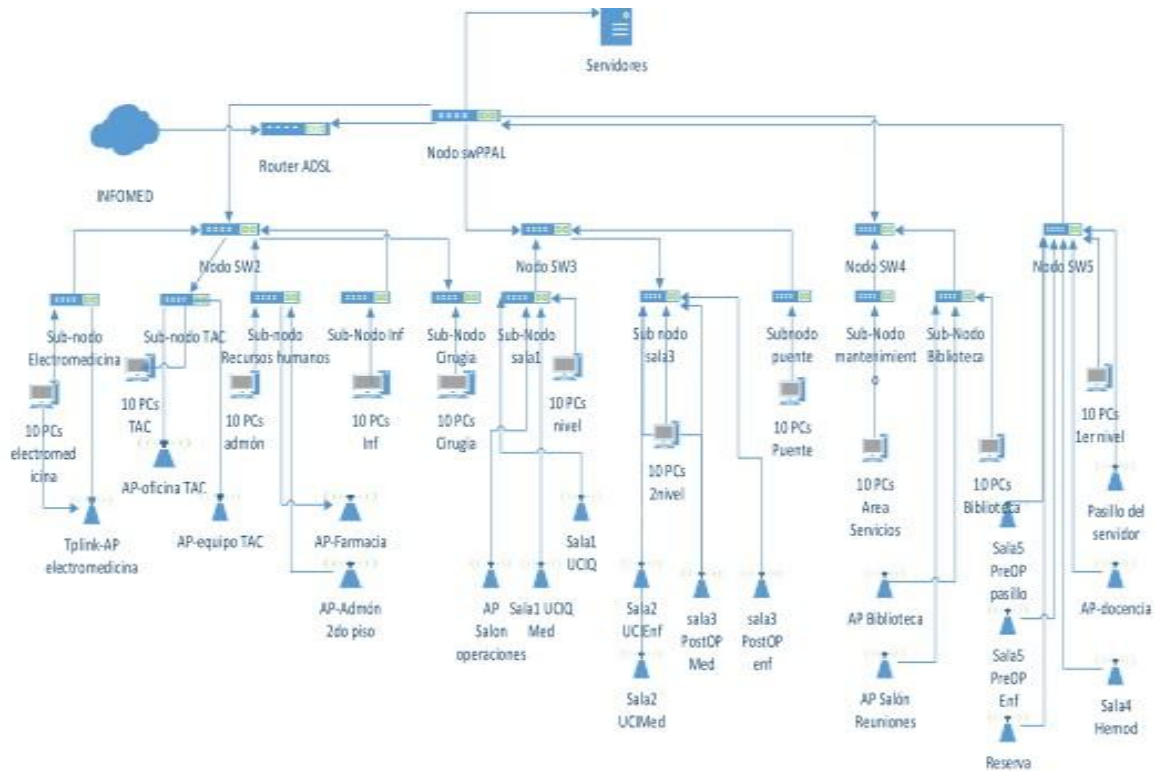 Servidores
Nodo swPPAL
Router ADSL
INFOMED
Nodo SW2
Nodo SW3
Nodo SW4
Nodo SW5
Sub-nodo
Electromedicina
Sub-nodo TAC
Sub-nodo
Recursos humanos
Sub-Nodo Inf
Sub-Nodo
Cirugia
Sub-Nodo
sala1
Sub nodo
sala3
Subnodo
puente
Sub-Nodo
mantenimient
o
Sub-Nodo
Biblioteca
10 PCs
electromed
icina
10 PCs
TAC
10 PCs
admón
10 PCs
Inf
10 PCs
Cirugia
10 PCs
nivel
10 PCs
2nivel
10 PCs
Puente
10 PCs
Area
Servicios
10 PCs
Biblioteca
10 PCs
1er nivel
AP-oficina TAC
Tplink-AP
electromedicina
AP-equipo TAC
AP-Farmacia
AP-Admón
2do piso
Sala1
UCIQ
AP
Salon
operaciones
Sala1 UCIQ
Med
Sala2
UCIEnf
sala3
PostOP
Med
sala3
PostOP
enf
Sala2
UCIMed
AP Biblioteca
AP Salón
Reuniones
Sala5
PreOP
pasillo
Pasillo del
servidor
Sala5
PreOP
Enf
AP-docencia
Sala4
Hemod
Reserva